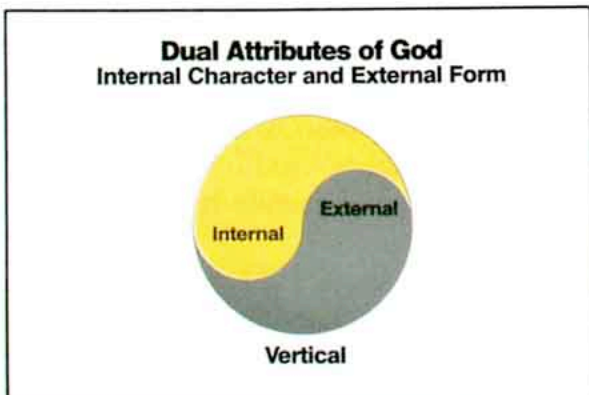 Dual Attributes of God
Internal Character and External Form
External
Internal
Vertical